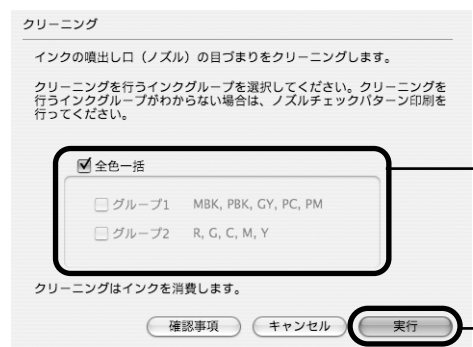 クリーニング
インクの噴出し口（ノズル）の目づまりをクリーニングします。
クリーニングを行うインクグループを選択してください。クリーニングを
行うインクグループがわからない場合は、ノズルチェックパターン印刷を
行ってください。
全色一括
グループ1 MBK, PBK, GY, PC, PM
グループ2 R, G, C, M, Y
クリーニングはインクを消費します。
確認事項 キャンセル 実行